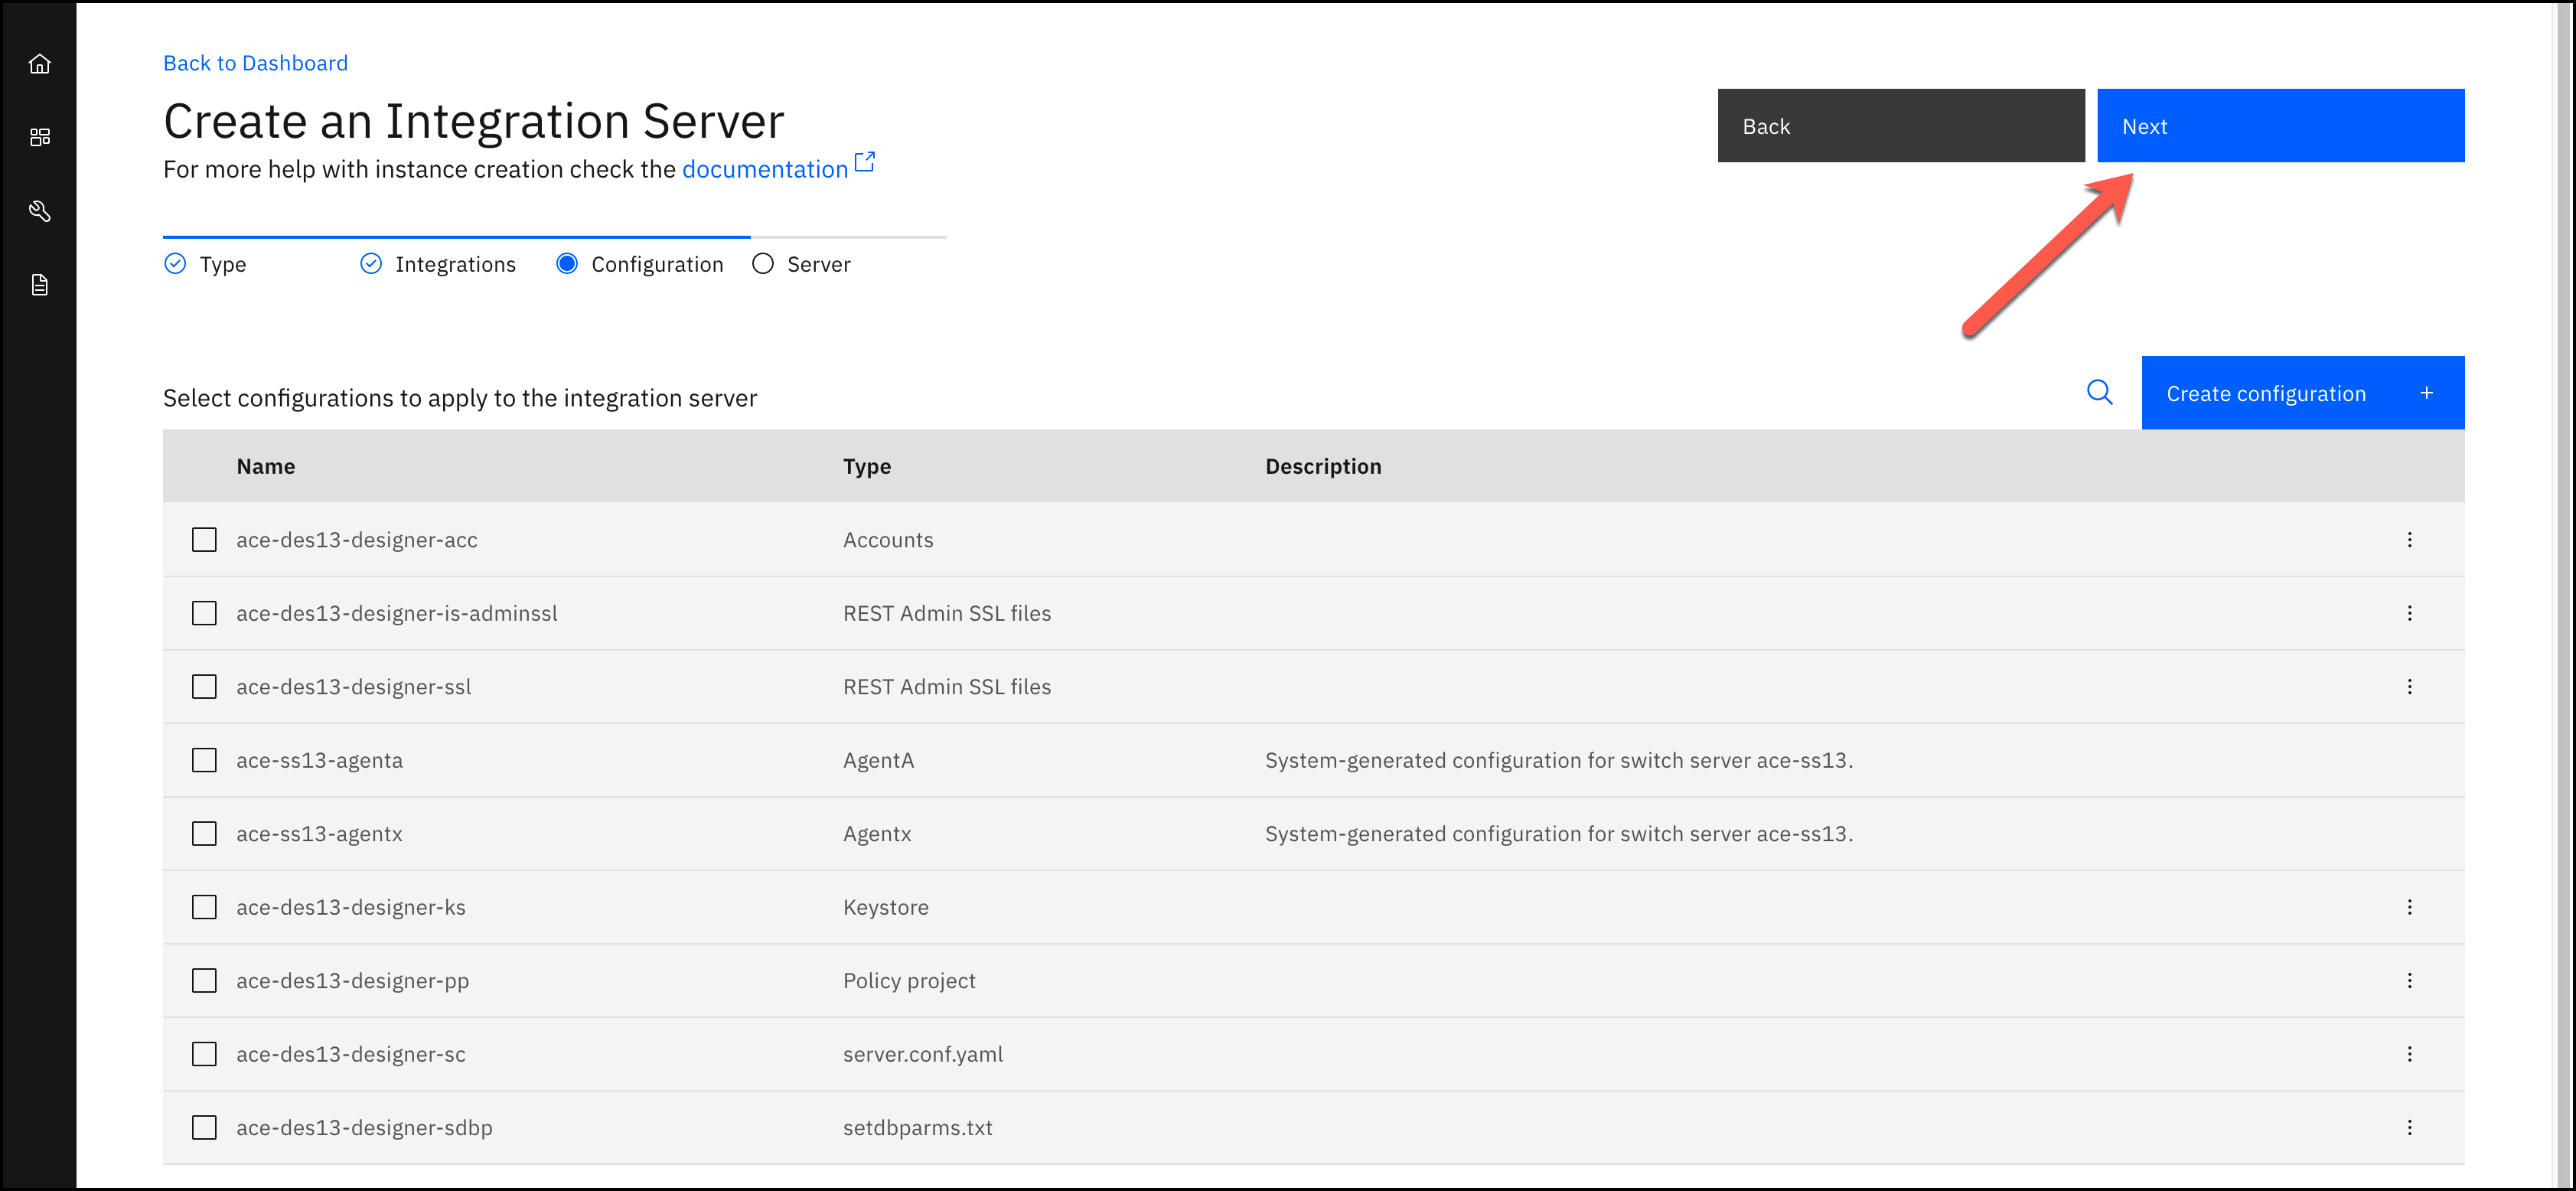 Back to Dashboard
Create an Integration Server
For more help with instance creation check the documentation
Back
Next
Type
Integrations
Configuration
Server
Select configurations to apply to the integration server
Create configuration +
Name Type Description
ace-des13-designer-acc Accounts
ace-des13-designer-is-adminssl REST Admin SSL files
ace-des13-designer-ssl REST Admin SSL files
ace-ss13-agenta AgentA System-generated configuration for switch server ace-ss13.
ace-ss13-agentx Agentx System-generated configuration for switch server ace-ss13.
ace-des13-designer-ks Keystore
ace-des13-designer-pp Policy project
ace-des13-designer-sc server.conf.yaml
ace-des13-designer-sdbp setdbparms.txt